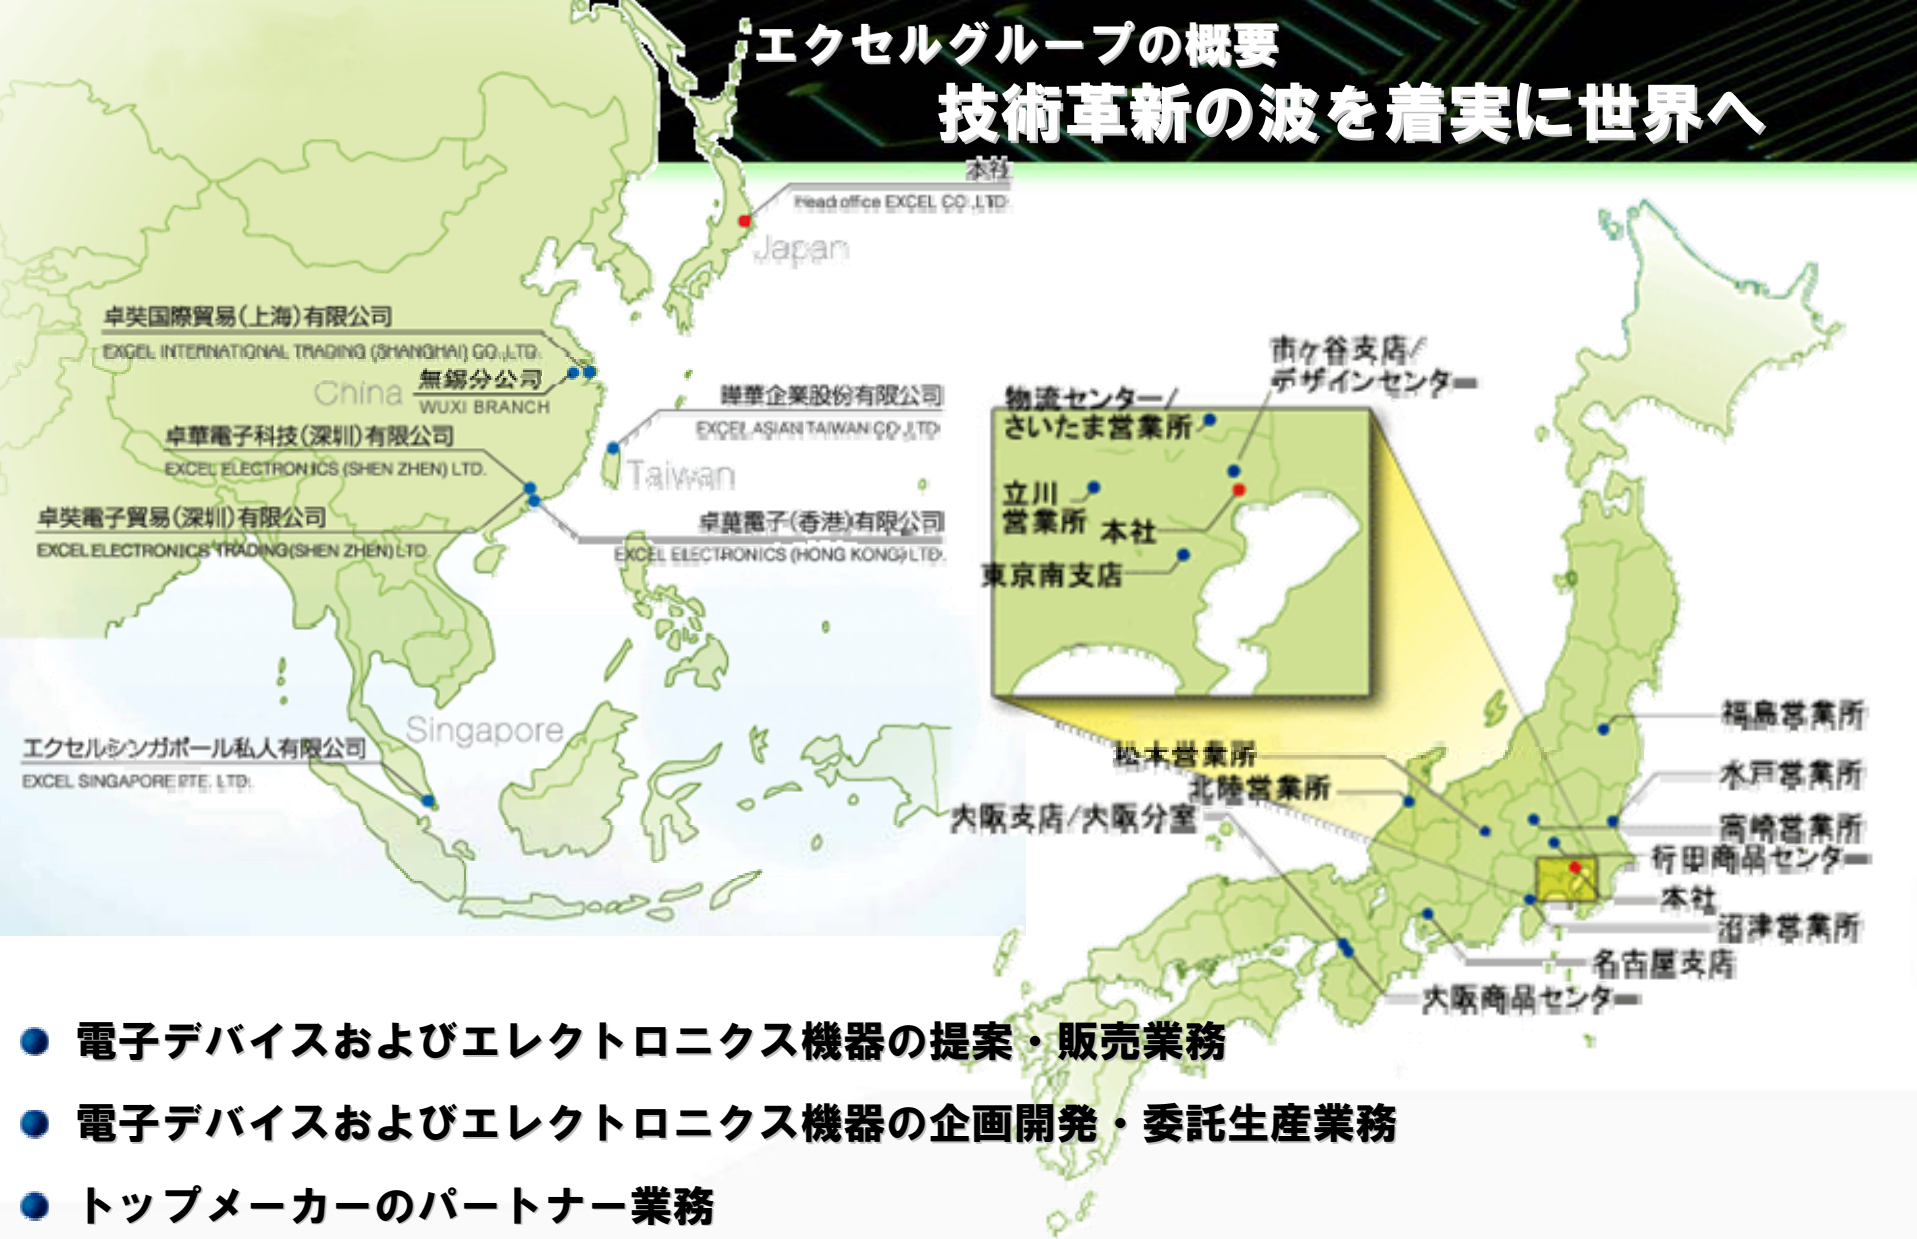 エクセルグループの概要
技術革新の波を着実に世界へ
本社
Head office EXCEL CO.,LTD.
Japan
卓奘国際貿易(上海)有限公司
EXCEL INTERNATIONAL TRADING (SHANGHAI) CO.,LTD.
China
無錫分公司
WUXI BRANCH
曄華企業股份有限公司
EXCEL ASIAN TAIWAN CO.,LTD.
卓華電子科技(深圳)有限公司
EXCEL ELECTRONICS (SHEN ZHEN) LTD.
Taiwan
卓奘電子貿易(深圳)有限公司
EXCEL ELECTRONICS TRADING(SHEN ZHEN)LTD.
電子(香港)有限公司
EXCEL ELECTRONICS (HONG KONG)LTD.
Singapore
エクセルシンガポール私人有限公司
EXCEL SINGAPORE PTE. LTD.
市ヶ谷支店/
デザインセンター
物流センター/
さいたま営業所
立川
営業所
本社
東京南支店
福島営業所
松本営業所
水戸営業所
北陸営業所
大阪支店/大阪分室
高崎営業所
行田商品センター
本社
沼津営業所
名古屋支店
大阪商品センター
電子デバイスおよびエレクトロニクス機器の提案・販売業務
電子デバイスおよびエレクトロニクス機器の企画開発・委託生産業務
トップメーカーのパートナー業務